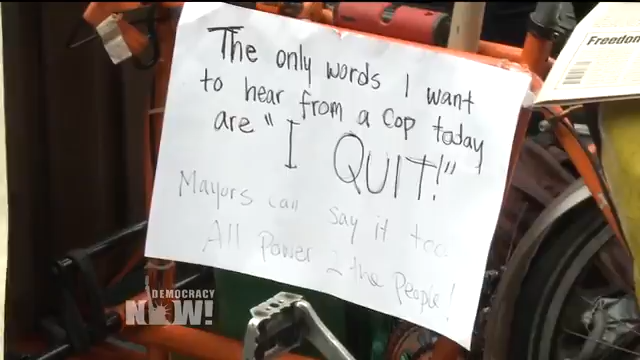 The only words I want
to hear from a Cop today
are "I QUIT!"
Mayors can say it too
All Power 2 the People!
Freedom
DEMOCRACY
NOW!